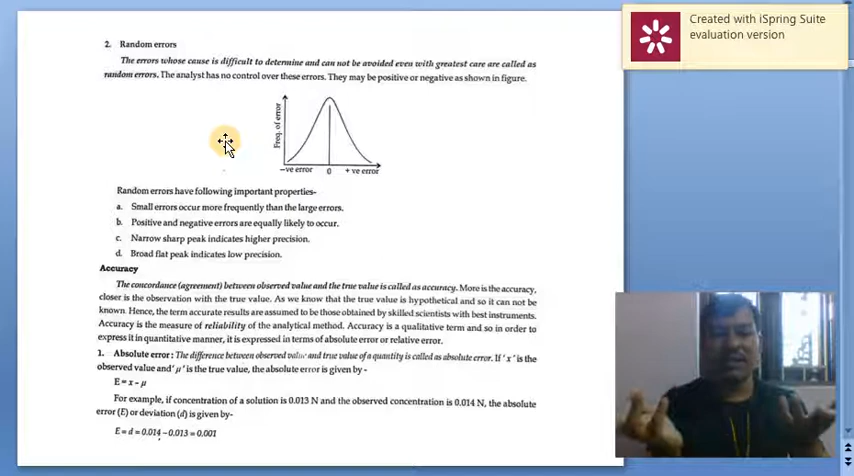 Created with iSpring Suite
evaluation version
2. Random errors
The errors whose cause is difficult to determine and can not be avoided even with greatest care are called as
random errors. The analyst has no control over these errors. They may be positive or negative as shown in figure.
Freq. of error
-ve error 0 + ve error
Random errors have following important properties-
a. Small errors occur more frequently than the large errors.
b. Positive and negative errors are equally likely to occur.
c. Narrow sharp peak indicates higher precision.
d. Broad flat peak indicates low precision.
Accuracy
The concordance (agreement) between observed value and the true value is called as accuracy. More is the accuracy,
closer is the observation with the true value. As we know that the true value is hypothetical and so it can not be
known. Hence, the term accurate results are assumed to be those obtained by skilled scientists with best instruments.
Accuracy is the measure of reliability of the analytical method. Accuracy is a qualitative term and so in order to
express it in quantitative manner, it is expressed in terms of absolute error or relative error.
1. Absolute error : The difference between observed value and true value of a quantity is called as absolute error. If 'x' is the
observed value and 'μ' is the true value, the absolute error is given by -
E = x - μ
For example, if concentration of a solution is 0.013 N and the observed concentration is 0.014 N, the absolute
error (E) or deviation (d) is given by-
E = d = 0.014 - 0.013 = 0.001